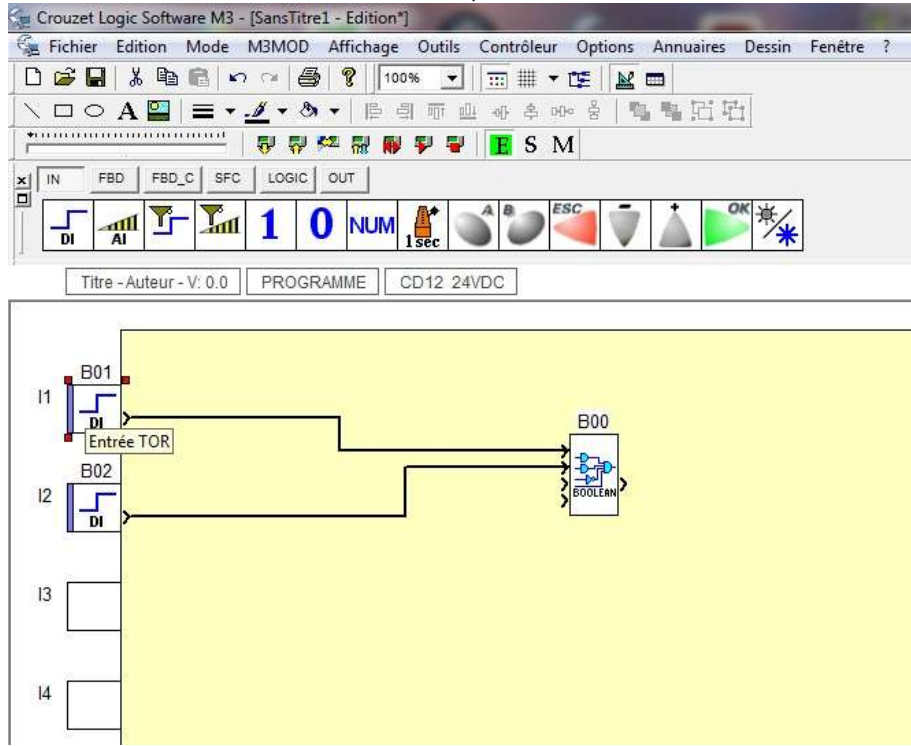 Crouzet Logic Software M3 - [SansTitre1 - Edition*]
Fichier Edition Mode M3MOD Affichage Outils Contrôleur Options Annuaires Dessin Fenêtre ?
100%
A
E S M
IN FBD FBD_C SFC LOGIC OUT
DI AI 1 0 NUM 1 sec A B ESC - + OK
Titre - Auteur - V: 0.0 PROGRAMME CD12 24VDC
B01
I1
DI
Entrée TOR
B00
BOOLEAN
B02
I2
DI
I3
I4